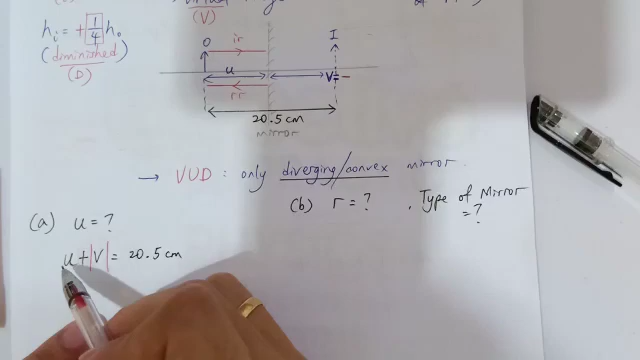 virtual
(V)
hi = + 1/4 ho
(diminished)
(D)
O ir I
u V = −
rr
20.5 cm
mirror
→ VUD : only diverging/convex mirror.
(a) u = ? (b) r = ? , Type of Mirror
= ?
u + |V| = 20.5 cm